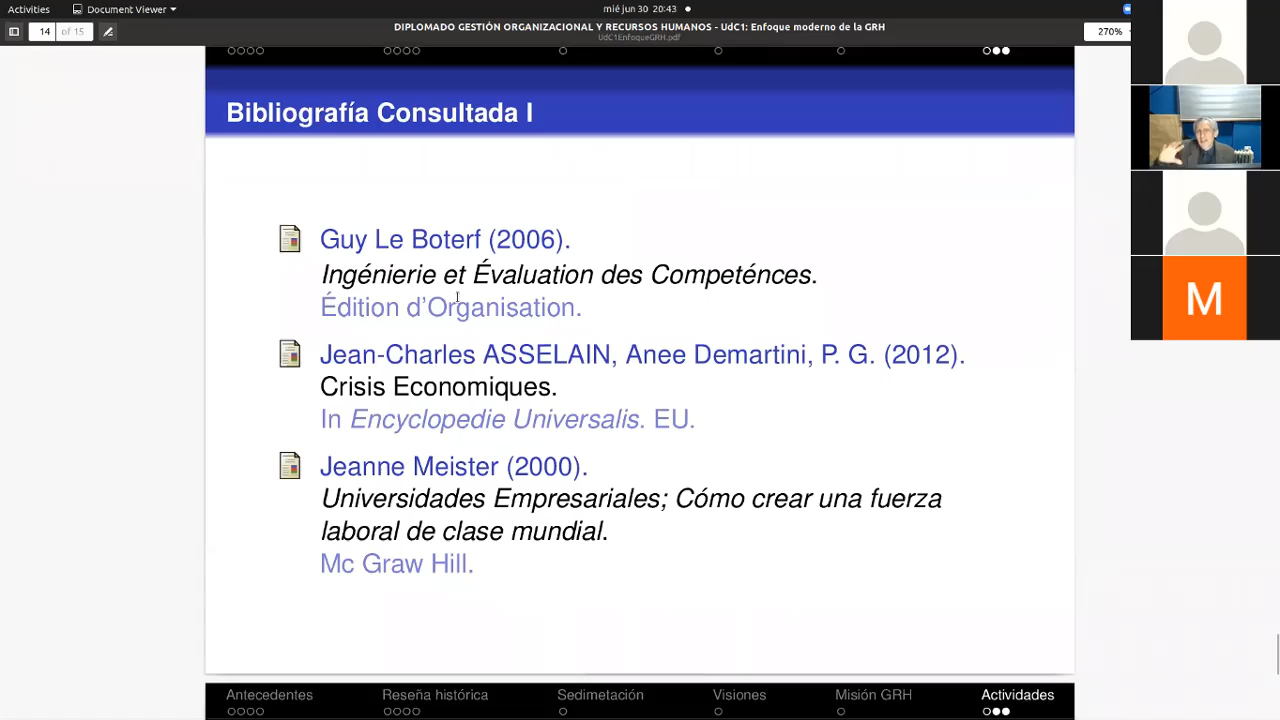 Activities
Document Viewer
mié jun 30 20:43
14 of 15
DIPLOMADO GESTIÓN ORGANIZACIONAL Y RECURSOS HUMANOS - UdC1: Enfoque moderno de la GRH
UdC1EnfoqueGRH.pdf
270%
Bibliografía Consultada I
Guy Le Boterf (2006).
Ingénierie et Évaluation des Competénces.
Édition d'Organisation.
Jean-Charles ASSELAIN, Anee Demartini, P. G. (2012).
Crisis Economiques.
In Encyclopedie Universalis. EU.
Jeanne Meister (2000).
Universidades Empresariales; Cómo crear una fuerza
laboral de clase mundial.
Mc Graw Hill.
M
Antecedentes
Reseña histórica
Sedimetación
Visiones
Misión GRH
Actividades